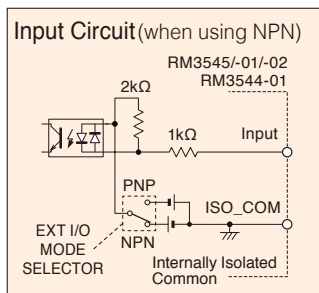 Input Circuit (when using NPN)
RM3545/-01/-02
RM3544-01
2kΩ
1kΩ
Input
PNP
ISO_COM
EXT I/O
MODE
SELECTOR
NPN
Internally Isolated
Common